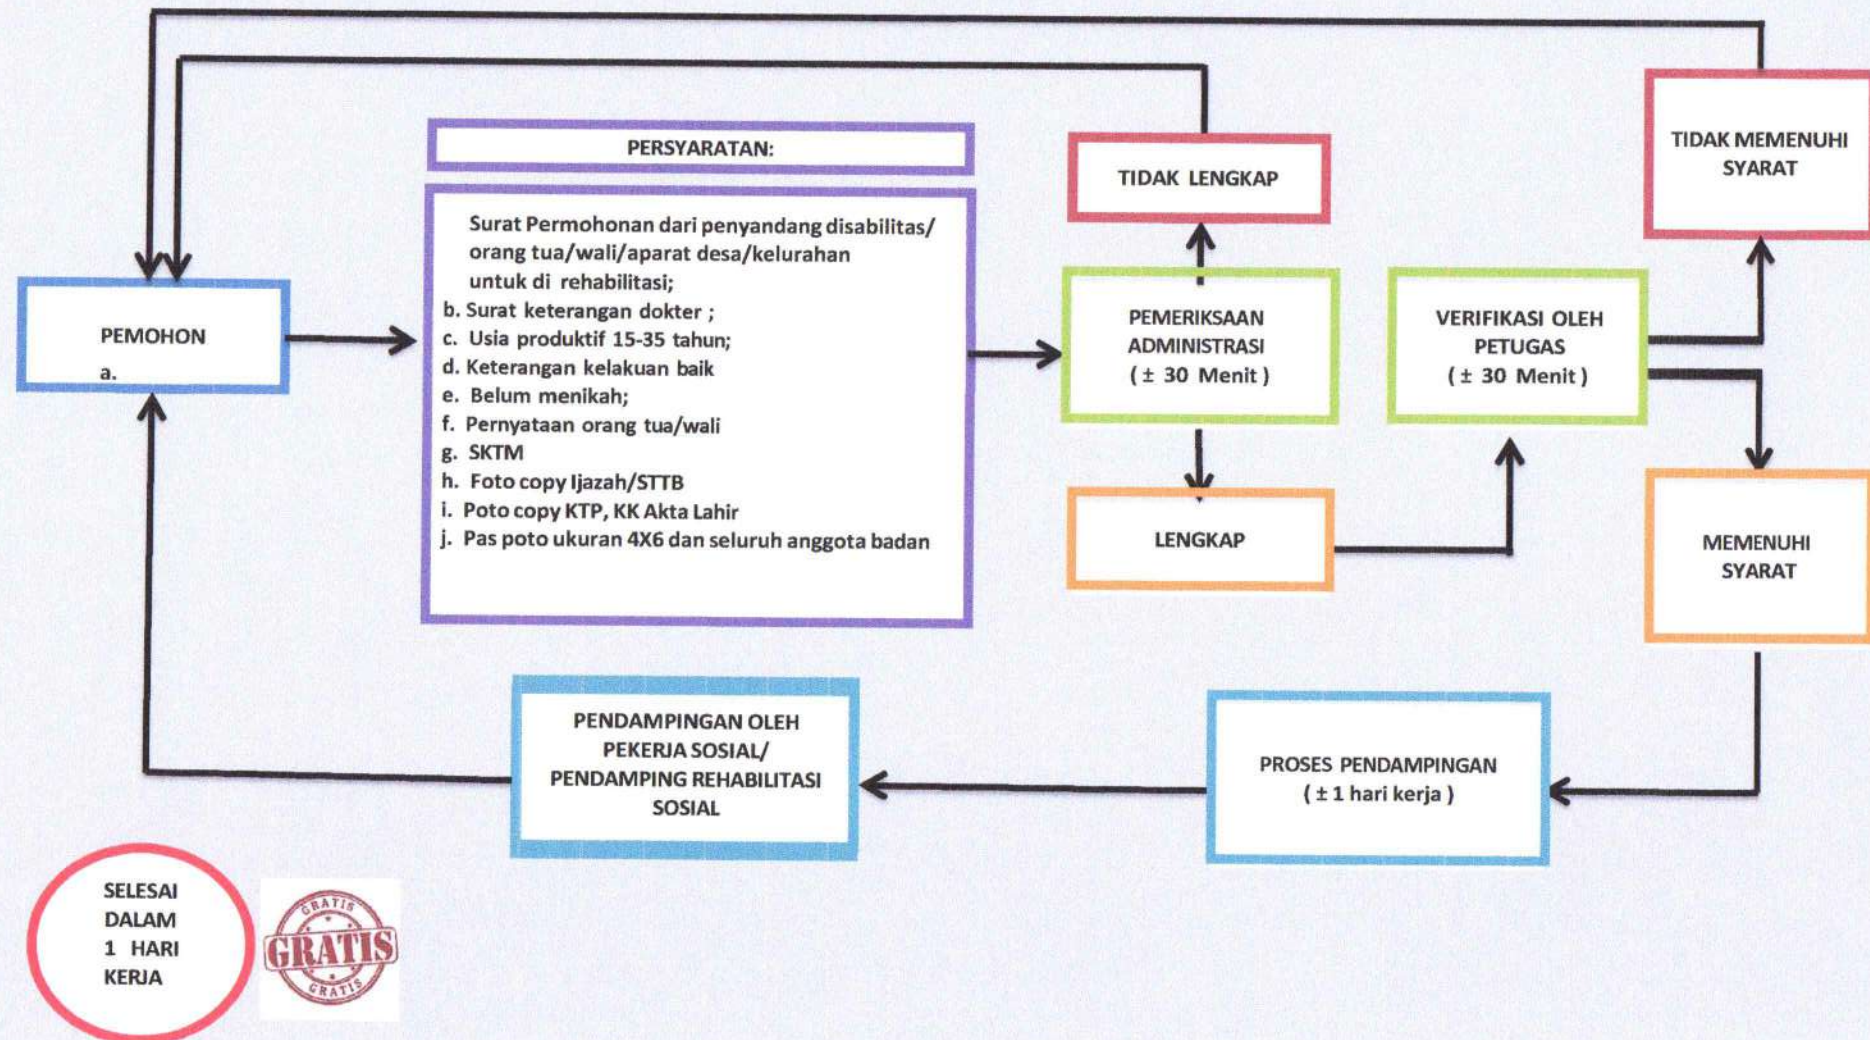 PERSYARATAN:
TIDAK LENGKAP
TIDAK MEMENUHI
SYARAT
PEMOHON
a.
Surat Permohonan dari penyandang disabilitas/
orang tua/wali/aparat desa/kelurahan
untuk di rehabilitasi;
b. Surat keterangan dokter ;
c. Usia produktif 15-35 tahun;
d. Keterangan kelakuan baik
e. Belum menikah;
f. Pernyataan orang tua/wali
g. SKTM
h. Foto copy Ijazah/STTB
i. Poto copy KTP, KK Akta Lahir
j. Pas poto ukuran 4X6 dan seluruh anggota badan
PEMERIKSAAN
ADMINISTRASI
( ± 30 Menit )
VERIFIKASI OLEH
PETUGAS
( ± 30 Menit )
LENGKAP
MEMENUHI
SYARAT
PENDAMPINGAN OLEH
PEKERJA SOSIAL/
PENDAMPING REHABILITASI
SOSIAL
PROSES PENDAMPINGAN
( ± 1 hari kerja )
SELESAI
DALAM
1 HARI
KERJA
GRATIS
GRATIS
GRATIS